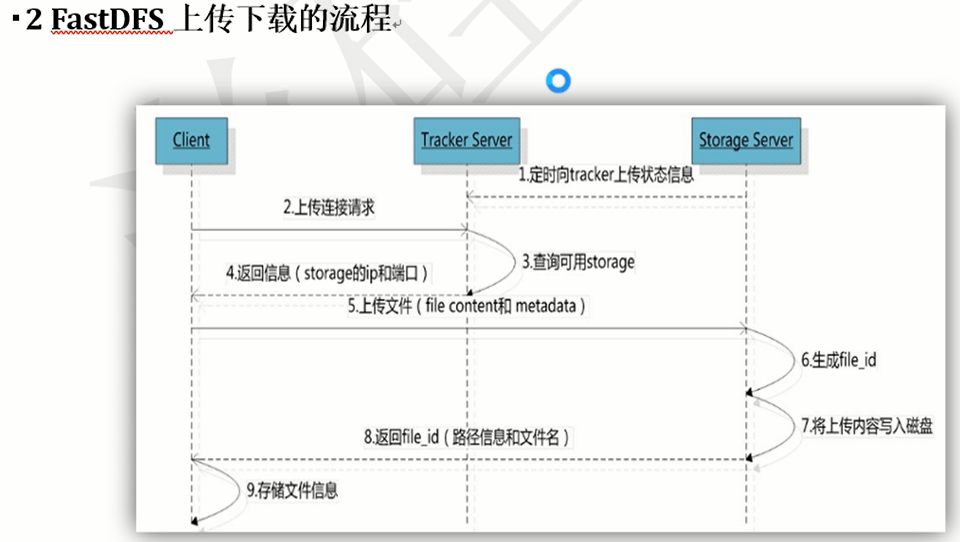 2 FastDFS 上传下载的流程
Client
Tracker Server
Storage Server
1.定时向tracker上传状态信息
2.上传连接请求
3.查询可用storage
4.返回信息（storage的ip和端口）
5.上传文件（file content和 metadata）
6.生成file_id
7.将上传内容写入磁盘
8.返回file_id（路径信息和文件名）
9.存储文件信息